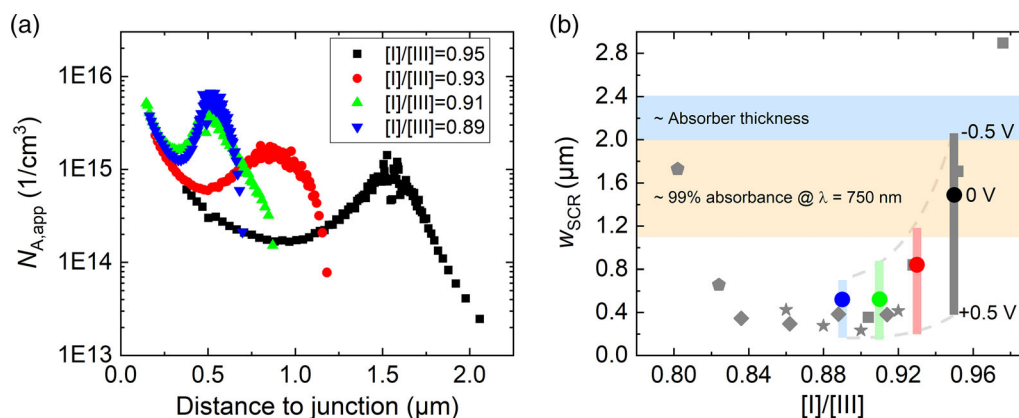 (a)
1E16
1E15
1E14
1E13
N_A,app (1/cm³)
0.0 0.5 1.0 1.5 2.0
Distance to junction (µm)
[I]/[III]=0.95
[I]/[III]=0.93
[I]/[III]=0.91
[I]/[III]=0.89
(b)
2.8
2.4
2.0
1.6
1.2
0.8
0.4
0.0
w_SCR (µm)
~ Absorber thickness
-0.5 V
~ 99% absorbance @ λ = 750 nm
0 V
+0.5 V
0.80 0.84 0.88 0.92 0.96
[I]/[III]